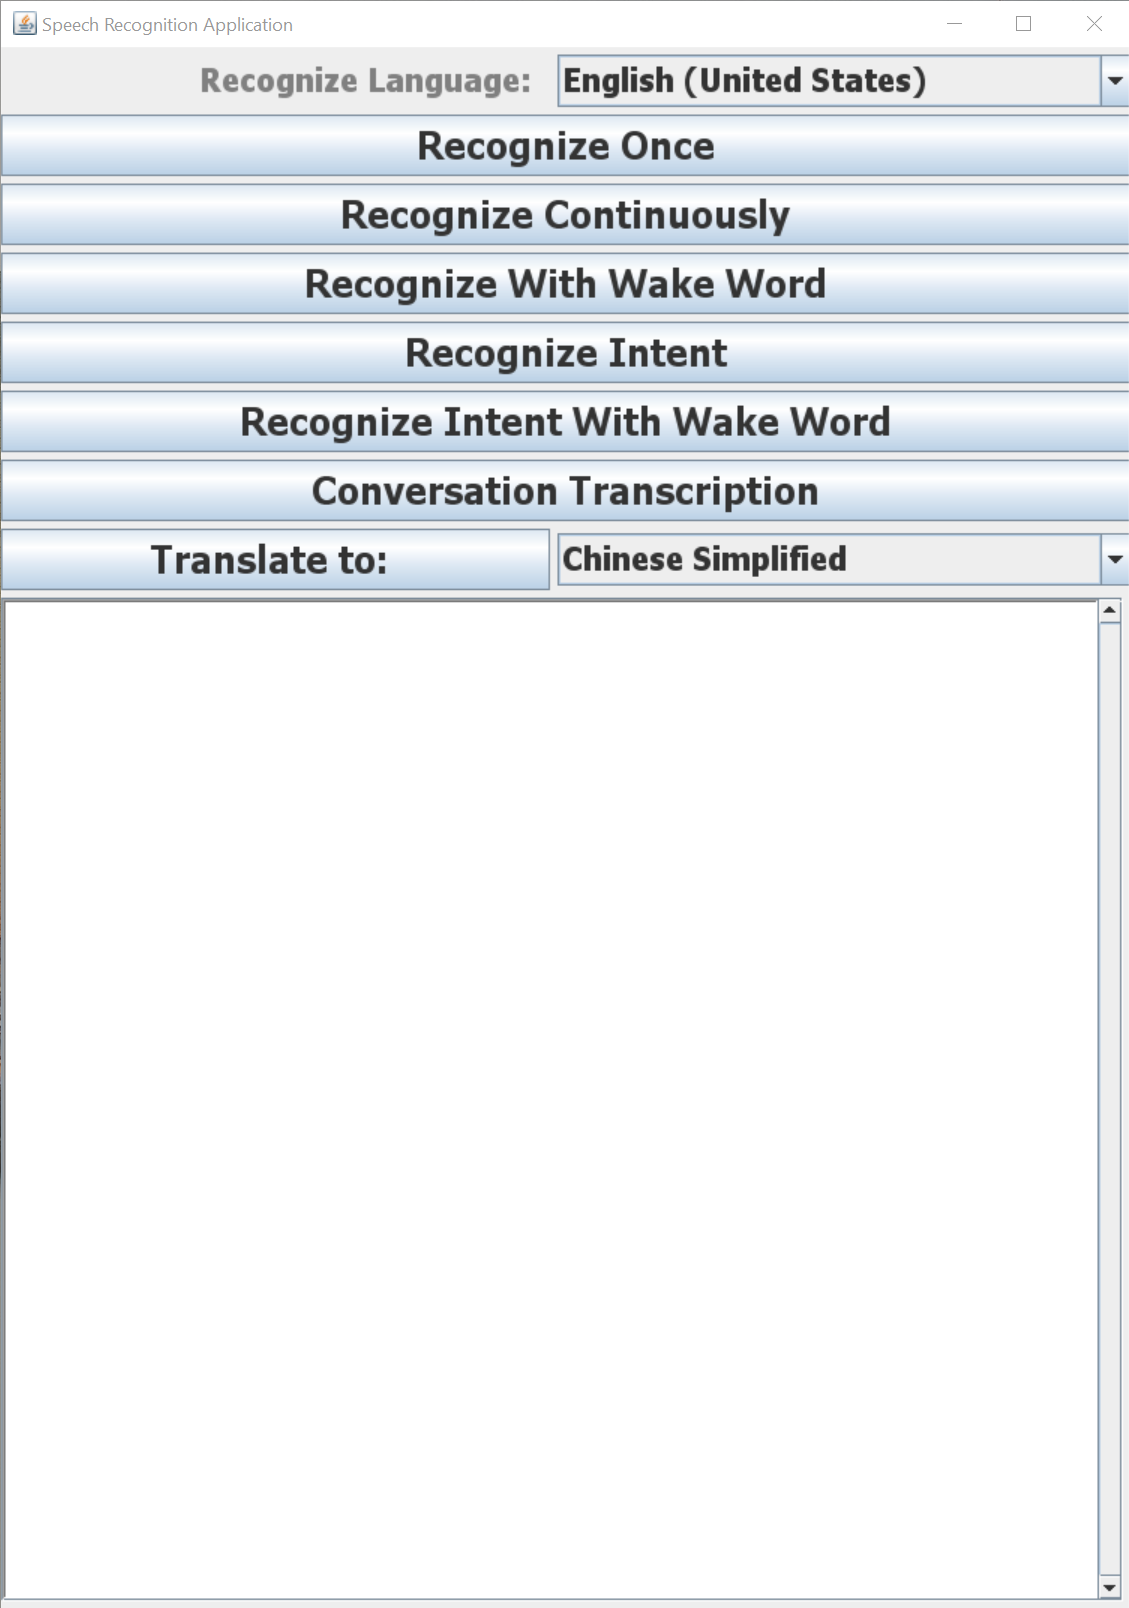 Speech Recognition Application
Recognize Language: English (United States)
Recognize Once
Recognize Continuously
Recognize With Wake Word
Recognize Intent
Recognize Intent With Wake Word
Conversation Transcription
Translate to: Chinese Simplified